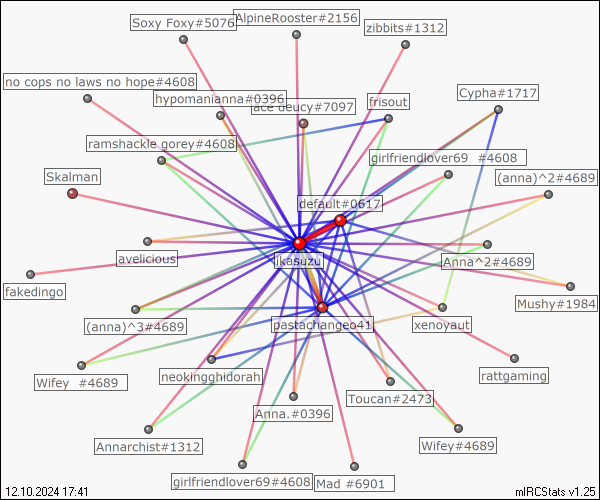 Soxy Foxy#5076
AlpineRooster#2156
zibbits#1312
no cops no laws no hope#4608
hypomanianna#0396
ace deucy#7097
frisout
Cypha#1717
ramshackle gorey#4608
girlfriendlover69 #4608
Skalman
(anna)^2#4689
default#0617
avelicious
ikasuzu
Anna^2#4689
fakedingo
Mushy#1984
(anna)^3#4689
pastachangeo41
xenoyaut
Wifey #4689
neokingghidorah
rattgaming
Toucan#2473
Anna.#0396
Annarchist#1312
Wifey#4689
girlfriendlover69#4608
Mad #6901
12.10.2024 17:41
mIRCStats v1.25